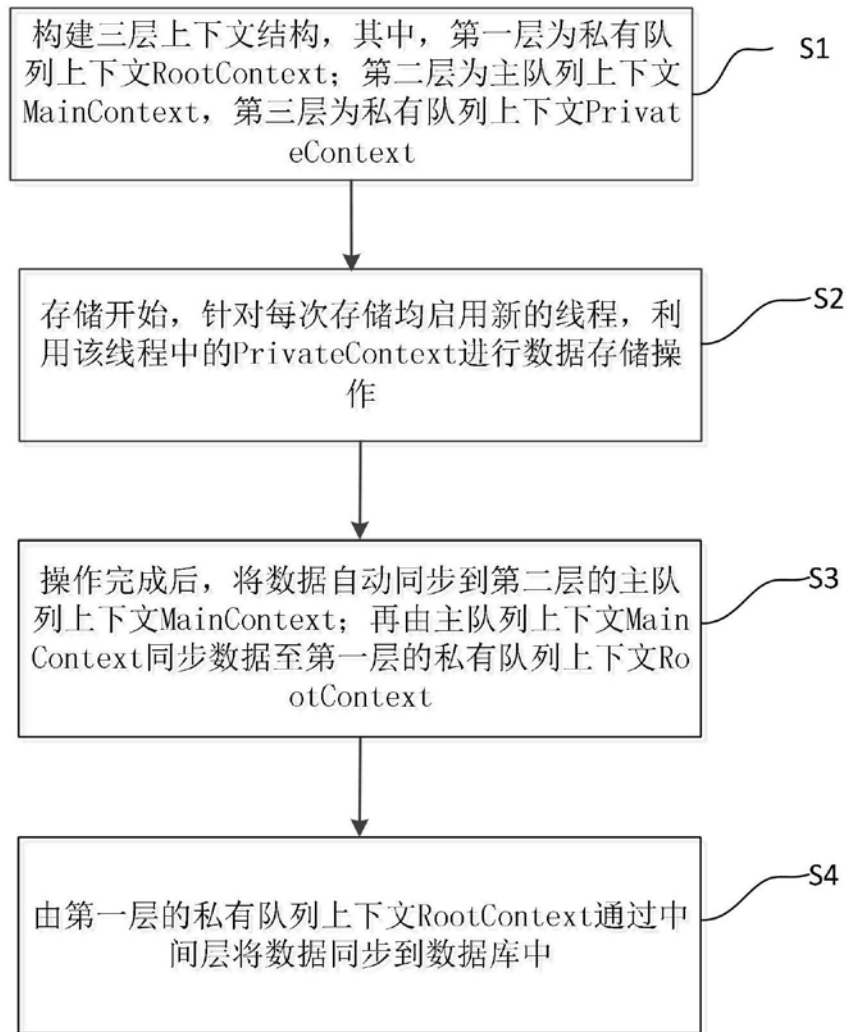 构建三层上下文结构，其中，第一层为私有队
列上下文RootContext；第二层为主队列上下文
MainContext，第三层为私有队列上下文Privat
eContext
S1
存储开始，针对每次存储均启用新的线程，利
用该线程中的PrivateContext进行数据存储操
作
S2
操作完成后，将数据自动同步到第二层的主队
列上下文MainContext；再由主队列上下文Main
Context同步数据至第一层的私有队列上下文Ro
otContext
S3
由第一层的私有队列上下文RootContext通过中
间层将数据同步到数据库中
S4